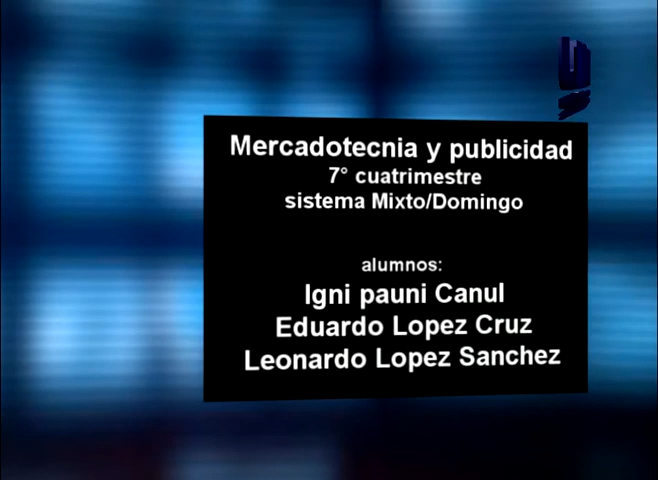 Mercadotecnia y publicidad
7° cuatrimestre
sistema Mixto/Domingo
alumnos:
Igni pauni Canul
Eduardo Lopez Cruz
Leonardo Lopez Sanchez